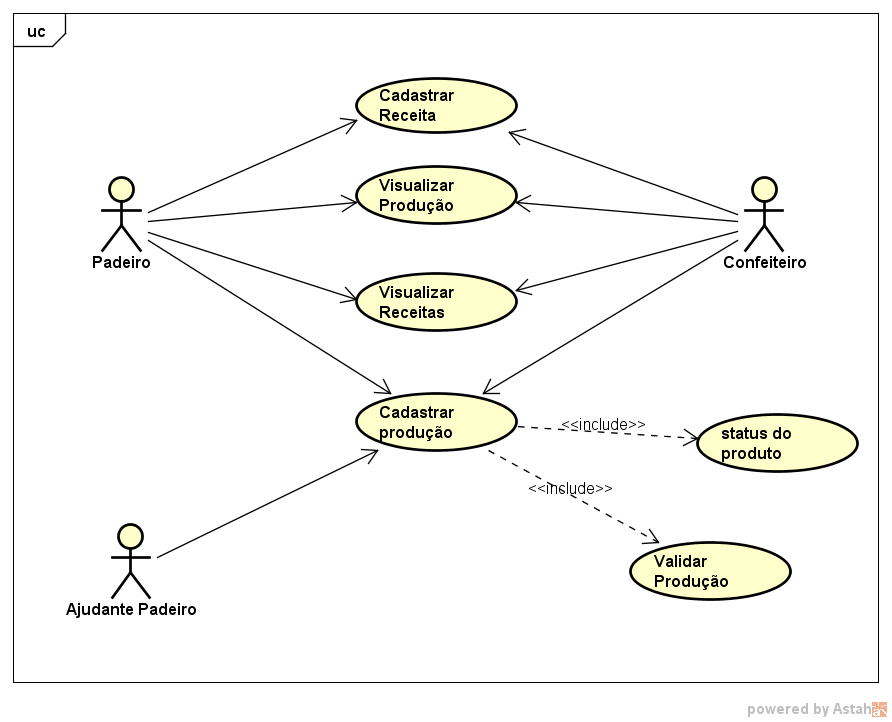 uc
Cadastrar
Receita
Visualizar
Produção
Padeiro
Confeiteiro
Visualizar
Receitas
Cadastrar
produção
<<include>>
status do
produto
<<include>>
Validar
Produção
Ajudante Padeiro
powered by Astah